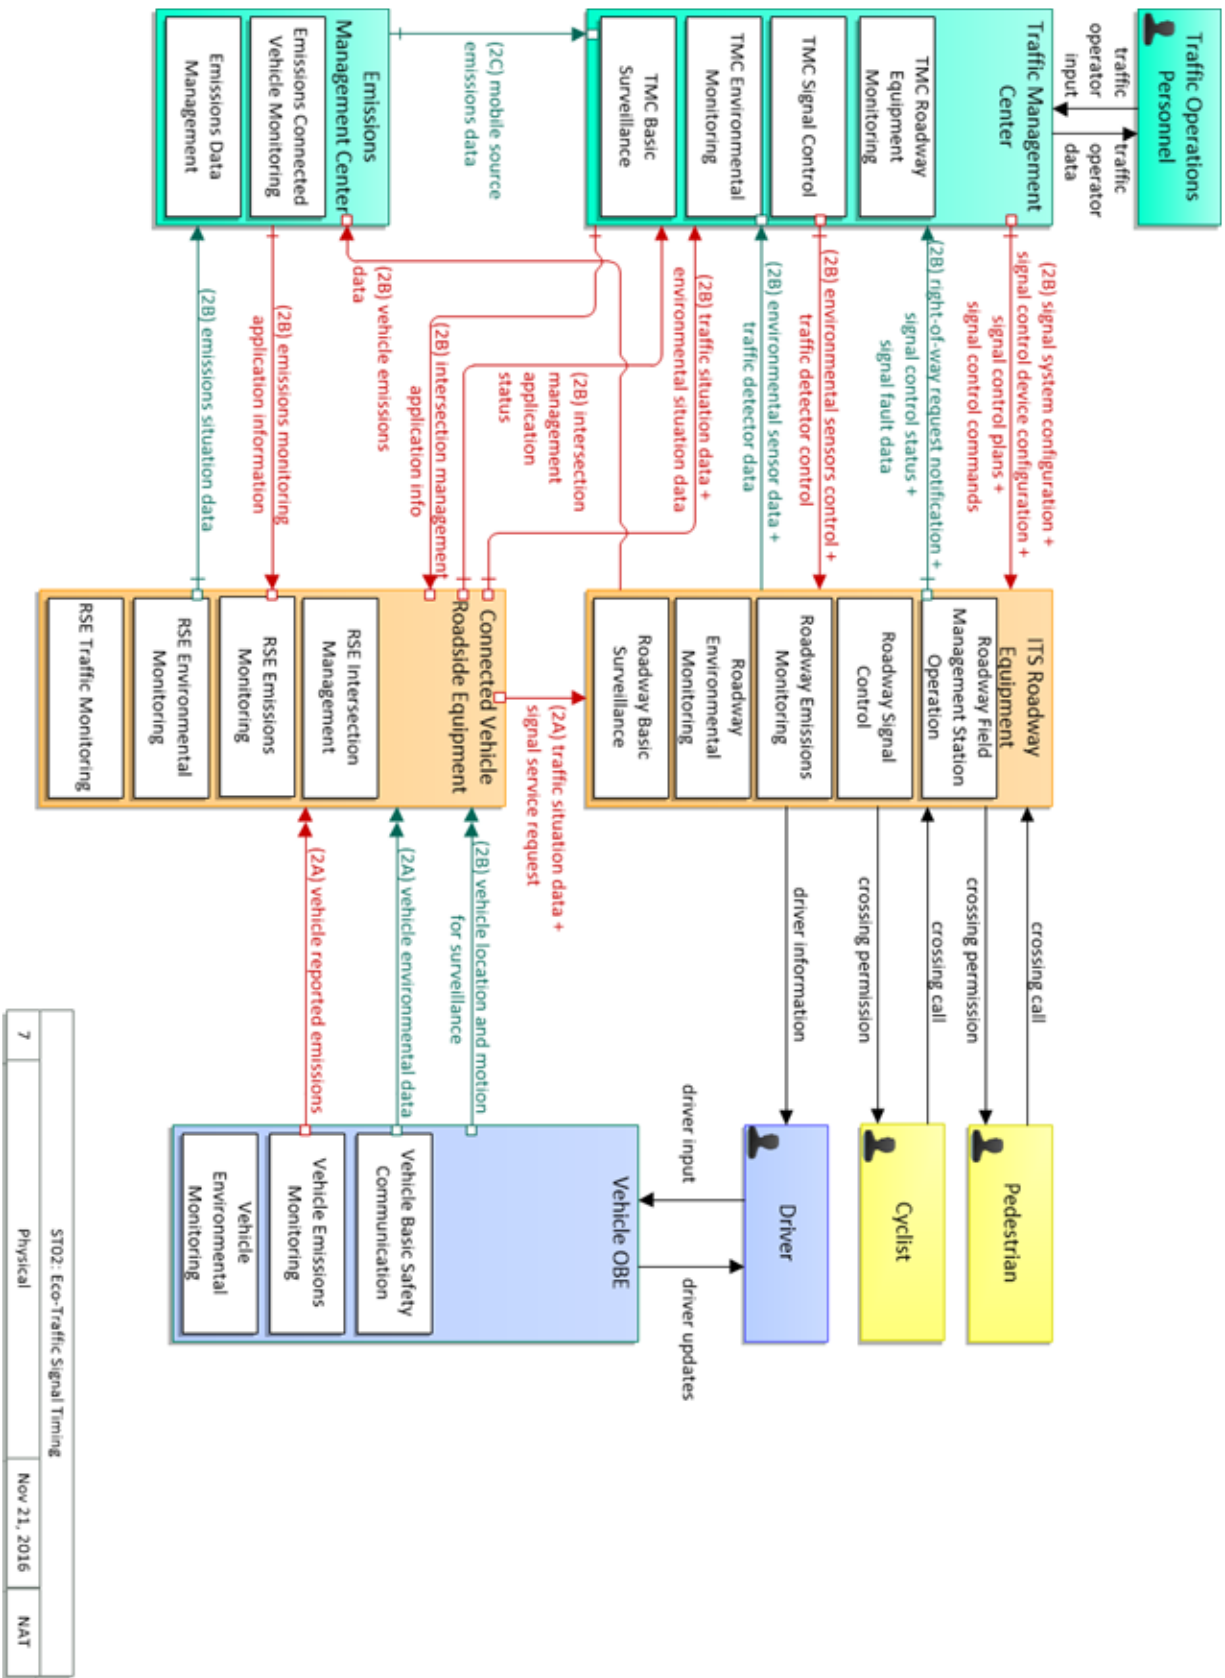 Traffic Operations
Personnel
traffic
operator
input
traffic
operator
data
Traffic Management
Center
TMC Roadway
Equipment
Monitoring
TMC Signal Control
TMC Environmental
Monitoring
TMC Basic
Surveillance
(2C) mobile source
emissions data
Emissions
Management Center
Emissions Connected
Vehicle Monitoring
Emissions Data
Management
(2B) signal system configuration +
signal control device configuration +
signal control plans +
signal control commands
(2B) right-of-way request notification +
signal control status +
signal fault data
(2B) environmental sensors control +
traffic detector control
(2B) environmental sensor data +
traffic detector data
(2B) traffic situation data +
environmental situation data
(2B) intersection
management
application
status
(2B) intersection management
application info
(2B) vehicle emissions
data
(2B) emissions monitoring
application information
(2B) emissions situation data
ITS Roadway
Equipment
Roadway Field
Management Station
Operation
Roadway Signal
Control
Roadway Emissions
Monitoring
Roadway
Environmental
Monitoring
Roadway Basic
Surveillance
(2A) traffic situation data +
signal service request
Connected Vehicle
Roadside Equipment
RSE Intersection
Management
RSE Emissions
Monitoring
RSE Environmental
Monitoring
RSE Traffic Monitoring
crossing call
crossing permission
crossing call
crossing permission
driver information
(2B) vehicle location and motion
for surveillance
(2A) vehicle environmental data
(2A) vehicle reported emissions
Pedestrian
Cyclist
Driver
driver input
driver updates
Vehicle OBE
Vehicle Basic Safety
Communication
Vehicle Emissions
Monitoring
Vehicle
Environmental
Monitoring
ST02: Eco-Traffic Signal Timing
7
Physical
Nov 21, 2016
NAT